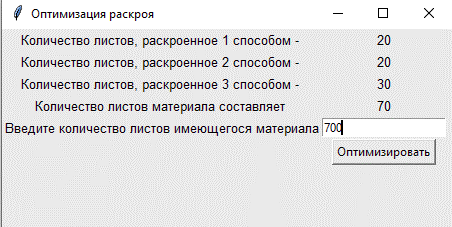 Оптимизация раскроя
Количество листов, раскроенное 1 способом - 20
Количество листов, раскроенное 2 способом - 20
Количество листов, раскроенное 3 способом - 30
Количество листов материала составляет 70
Введите количество листов имеющегося материала 700
Оптимизировать